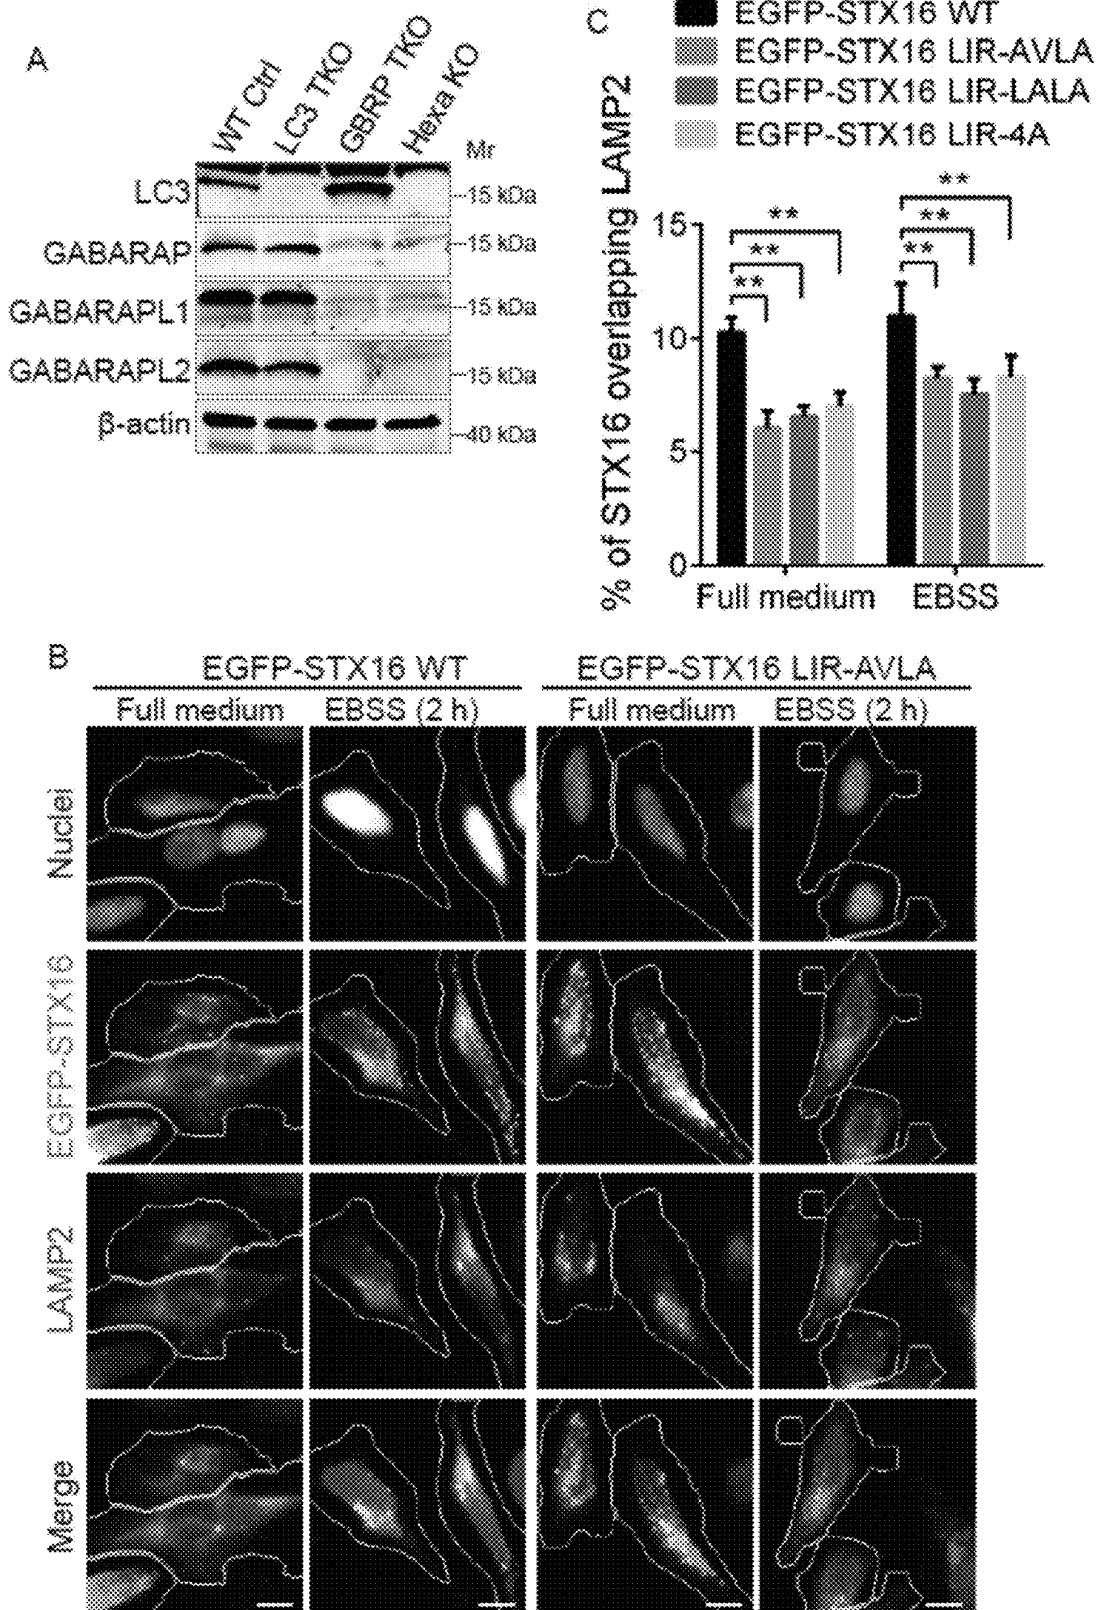 A
WT Ctrl
LC3 TKO
GBRP TKO
Hexa KO
Mr
LC3
15 kDa
GABARAP
15 kDa
GABARAPL1
15 kDa
GABARAPL2
15 kDa
β-actin
40 kDa
C
EGFP-STX16 WT
EGFP-STX16 LIR-AVLA
EGFP-STX16 LIR-LALA
EGFP-STX16 LIR-4A
% of STX16 overlapping LAMP2
15
10
5
0
** ** **
** ** **
Full medium EBSS
B
EGFP-STX16 WT EGFP-STX16 LIR-AVLA
Full medium EBSS (2 h) Full medium EBSS (2 h)
Nuclei
EGFP-STX16
LAMP2
Merge